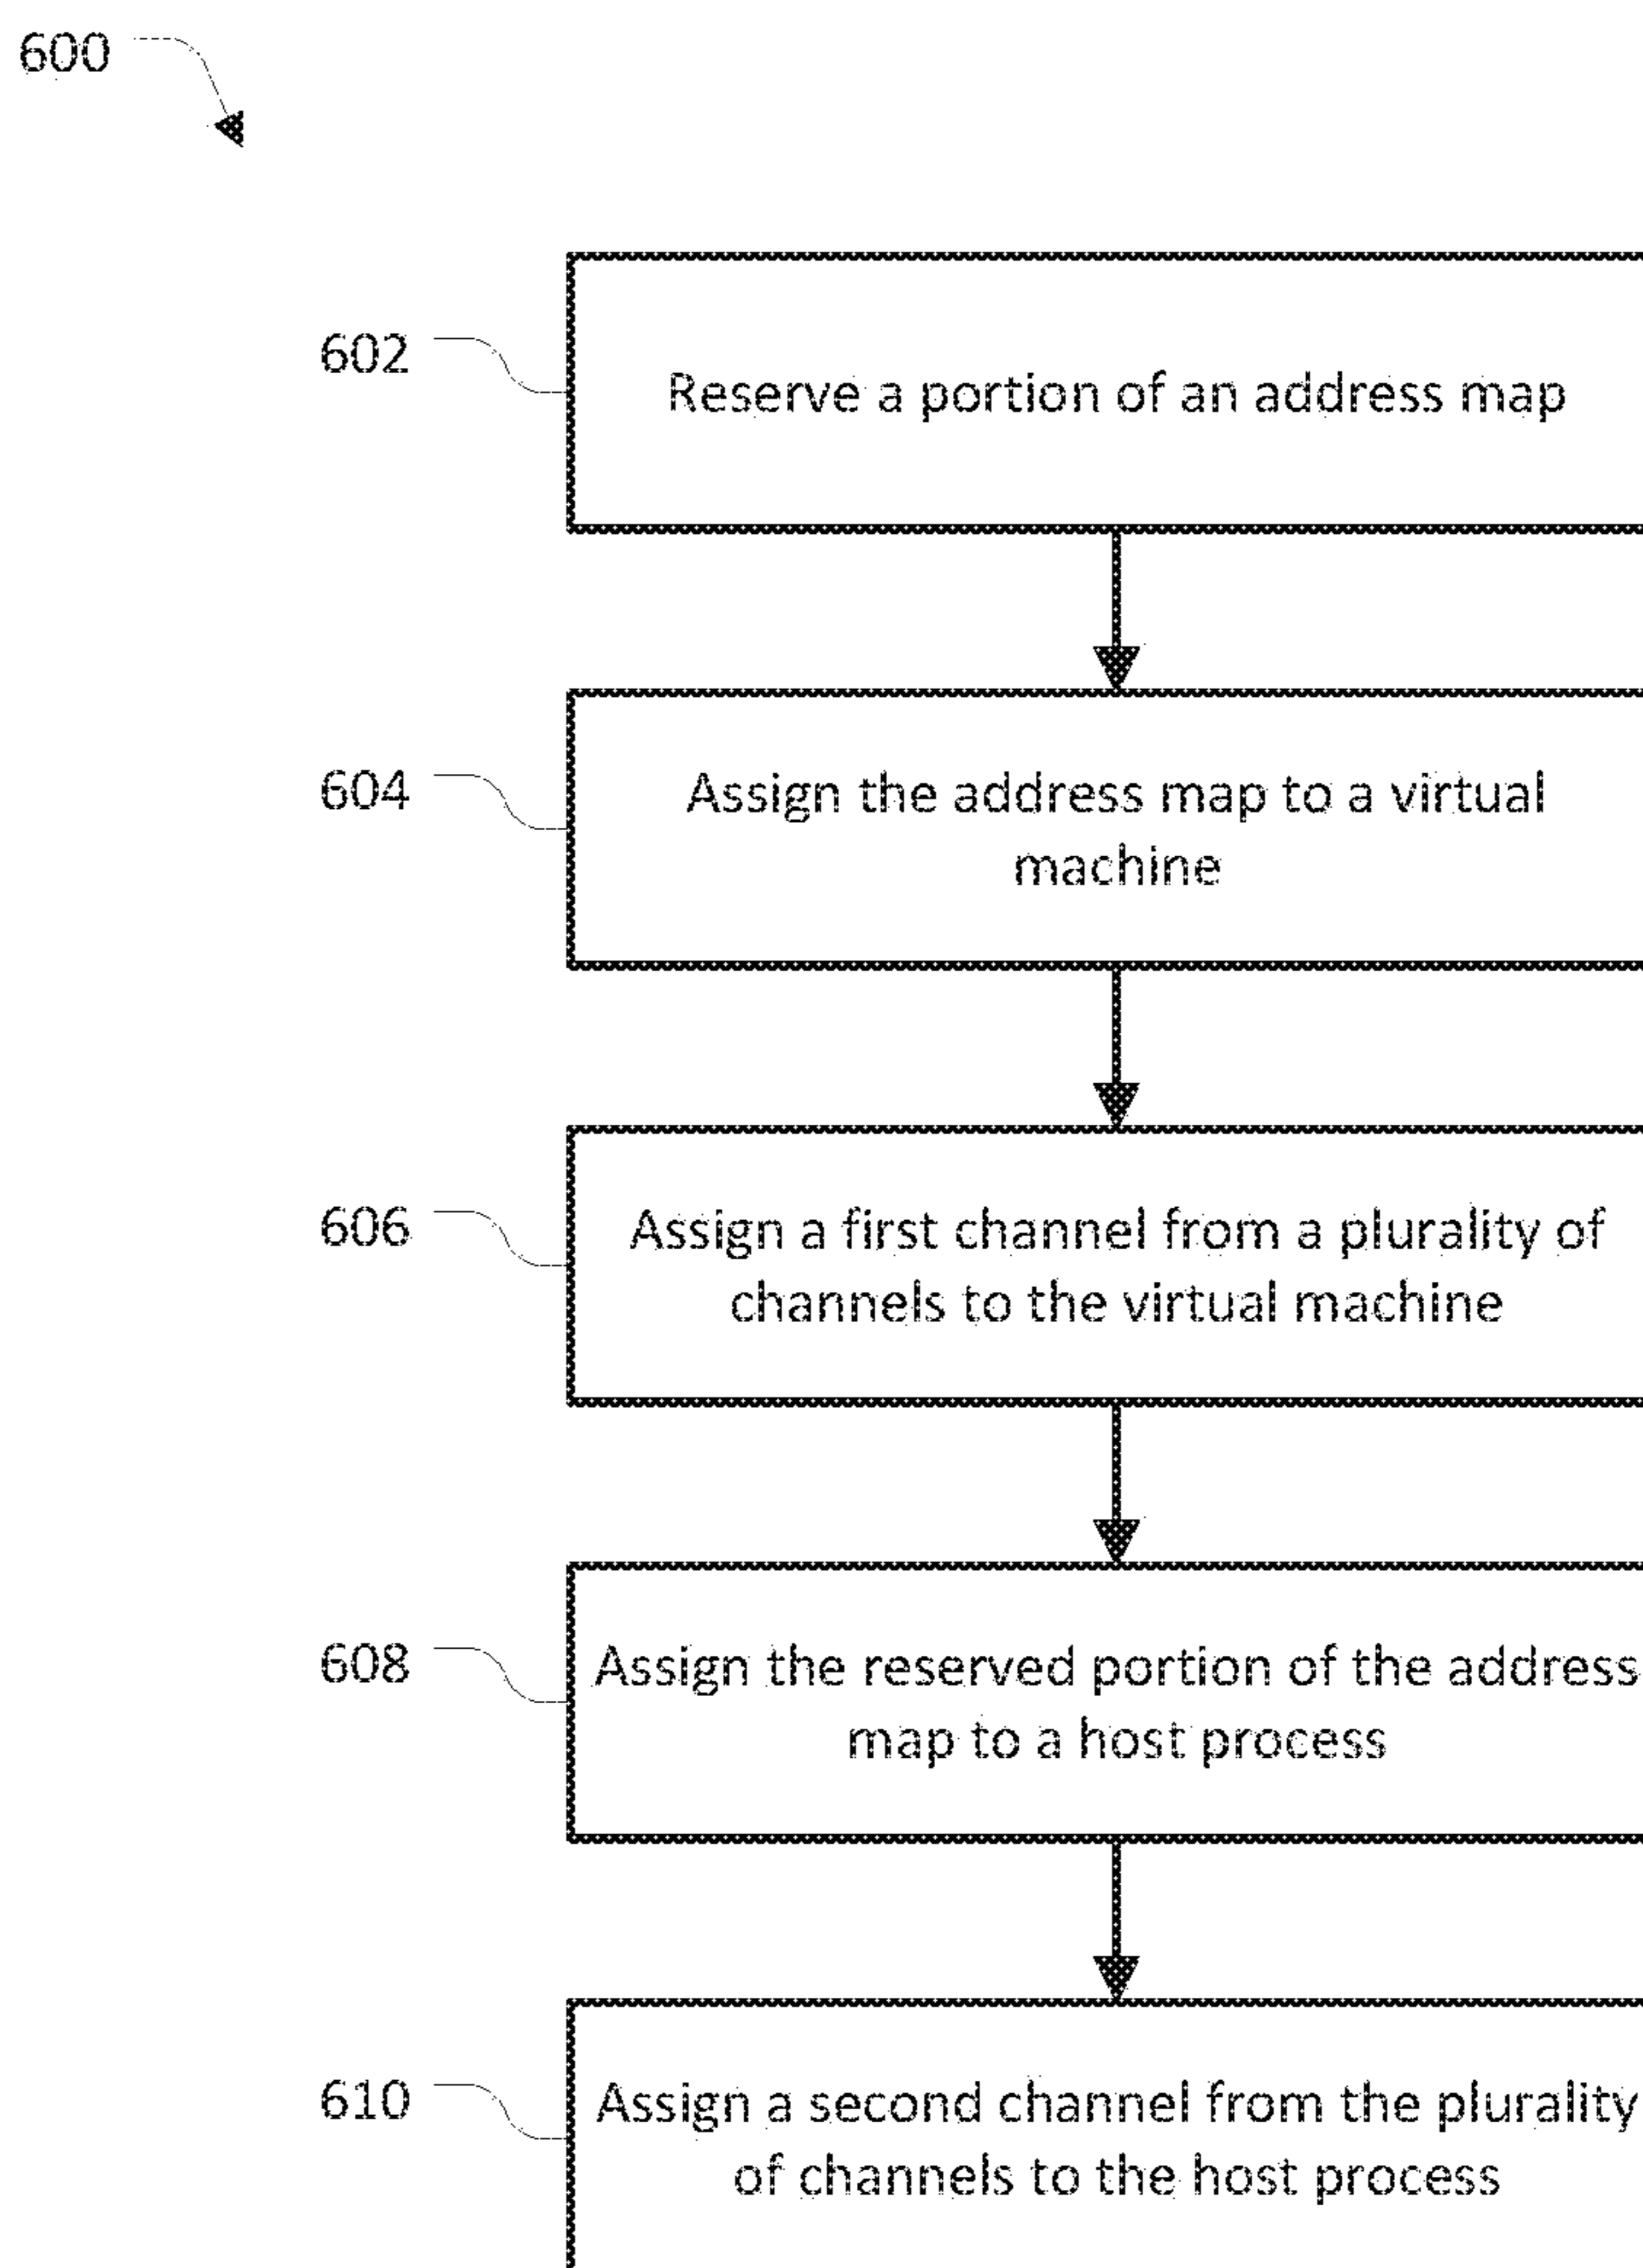 600
602
Reserve a portion of an address map
604
Assign the address map to a virtual
machine
606
Assign a first channel from a plurality of
channels to the virtual machine
608
Assign the reserved portion of the address
map to a host process
610
Assign a second channel from the plurality
of channels to the host process